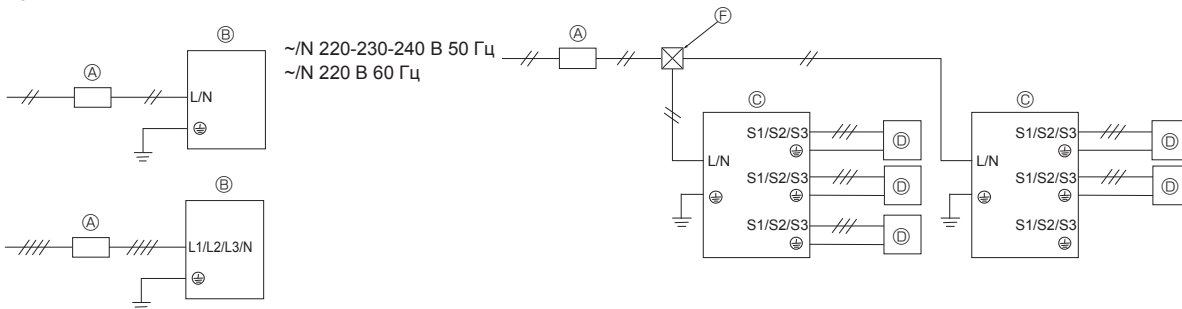 Ⓑ
~/N 220-230-240 В 50 Гц
~/N 220 В 60 Гц
Ⓐ
L/N
Ⓑ
Ⓐ
L1/L2/L3/N
Ⓕ
Ⓐ
Ⓒ
S1/S2/S3
Ⓓ
L/N
S1/S2/S3
Ⓓ
S1/S2/S3
Ⓓ
Ⓒ
S1/S2/S3
Ⓓ
L/N
S1/S2/S3
Ⓓ
S1/S2/S3